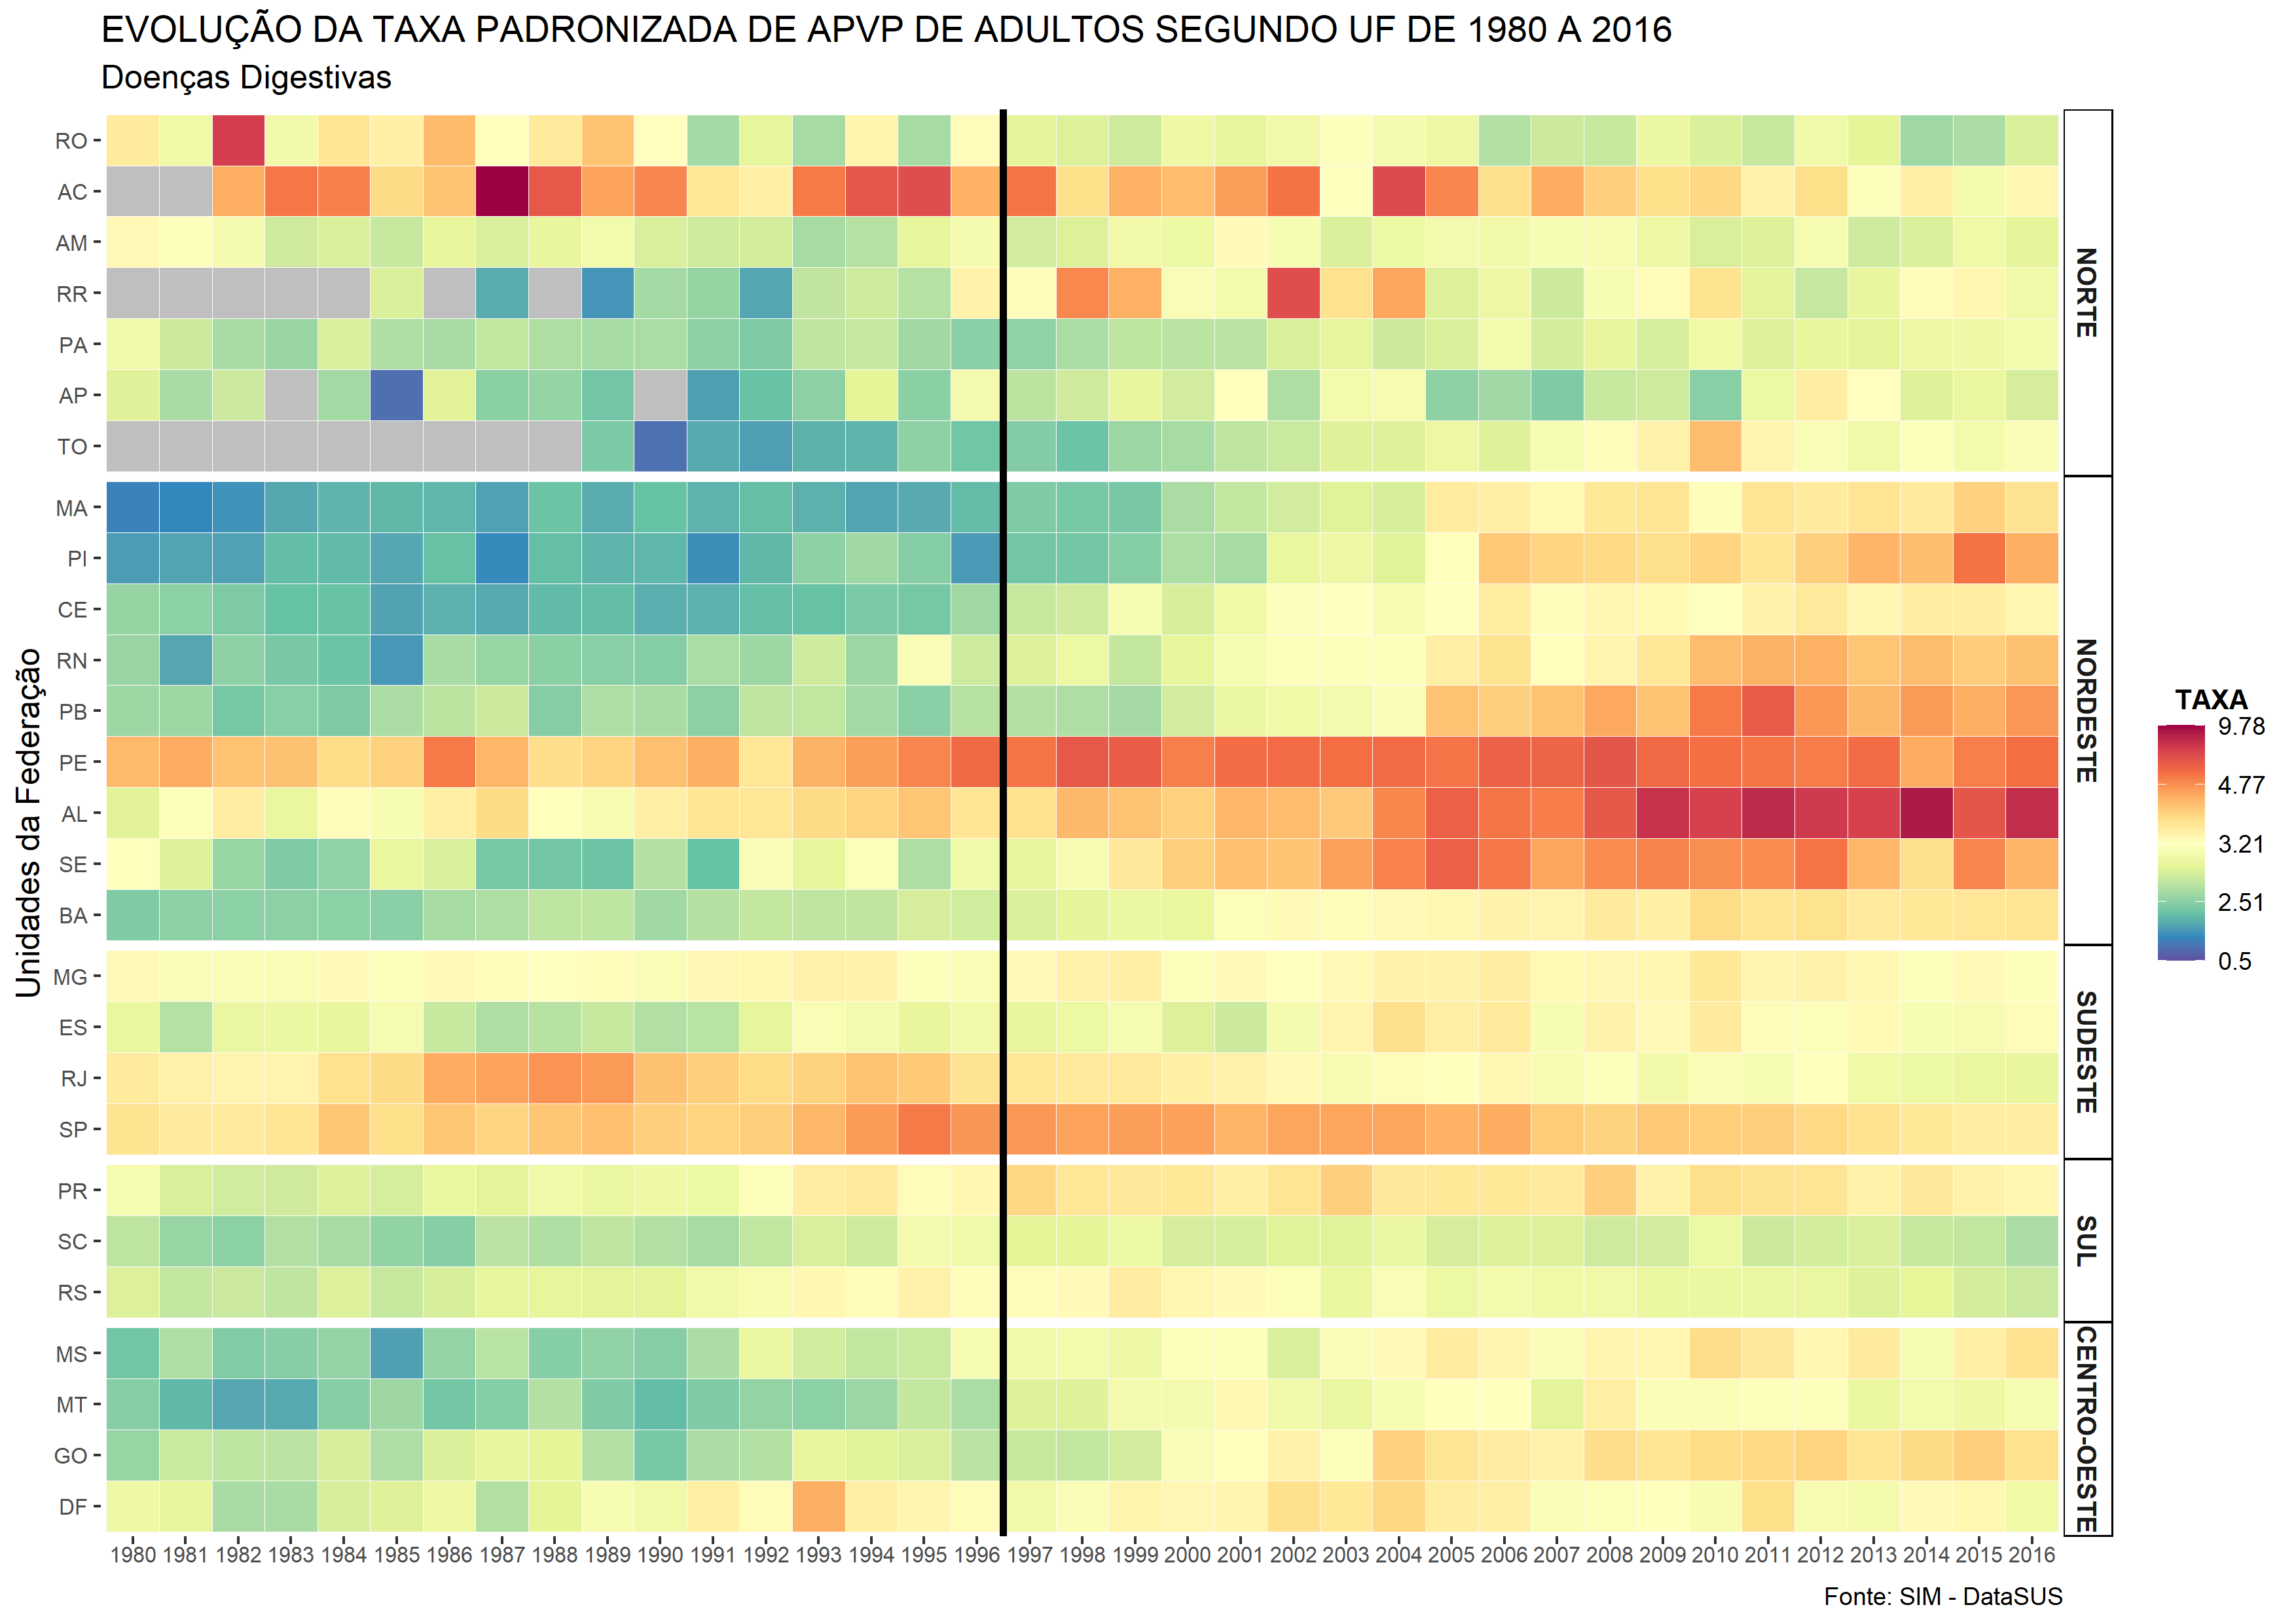 EVOLUÇÃO DA TAXA PADRONIZADA DE APVP DE ADULTOS SEGUNDO UF DE 1980 A 2016
Doenças Digestivas
Unidades da Federação
RO
AC
AM
RR
PA
AP
TO
NORTE
MA
PI
CE
RN
PB
PE
AL
SE
BA
NORDESTE
MG
ES
RJ
SP
SUDESTE
PR
SC
RS
SUL
MS
MT
GO
DF
CENTRO-OESTE
1980 1981 1982 1983 1984 1985 1986 1987 1988 1989 1990 1991 1992 1993 1994 1995 1996 1997 1998 1999 2000 2001 2002 2003 2004 2005 2006 2007 2008 2009 2010 2011 2012 2013 2014 2015 2016
TAXA
9.78
4.77
3.21
2.51
0.5
Fonte: SIM - DataSUS